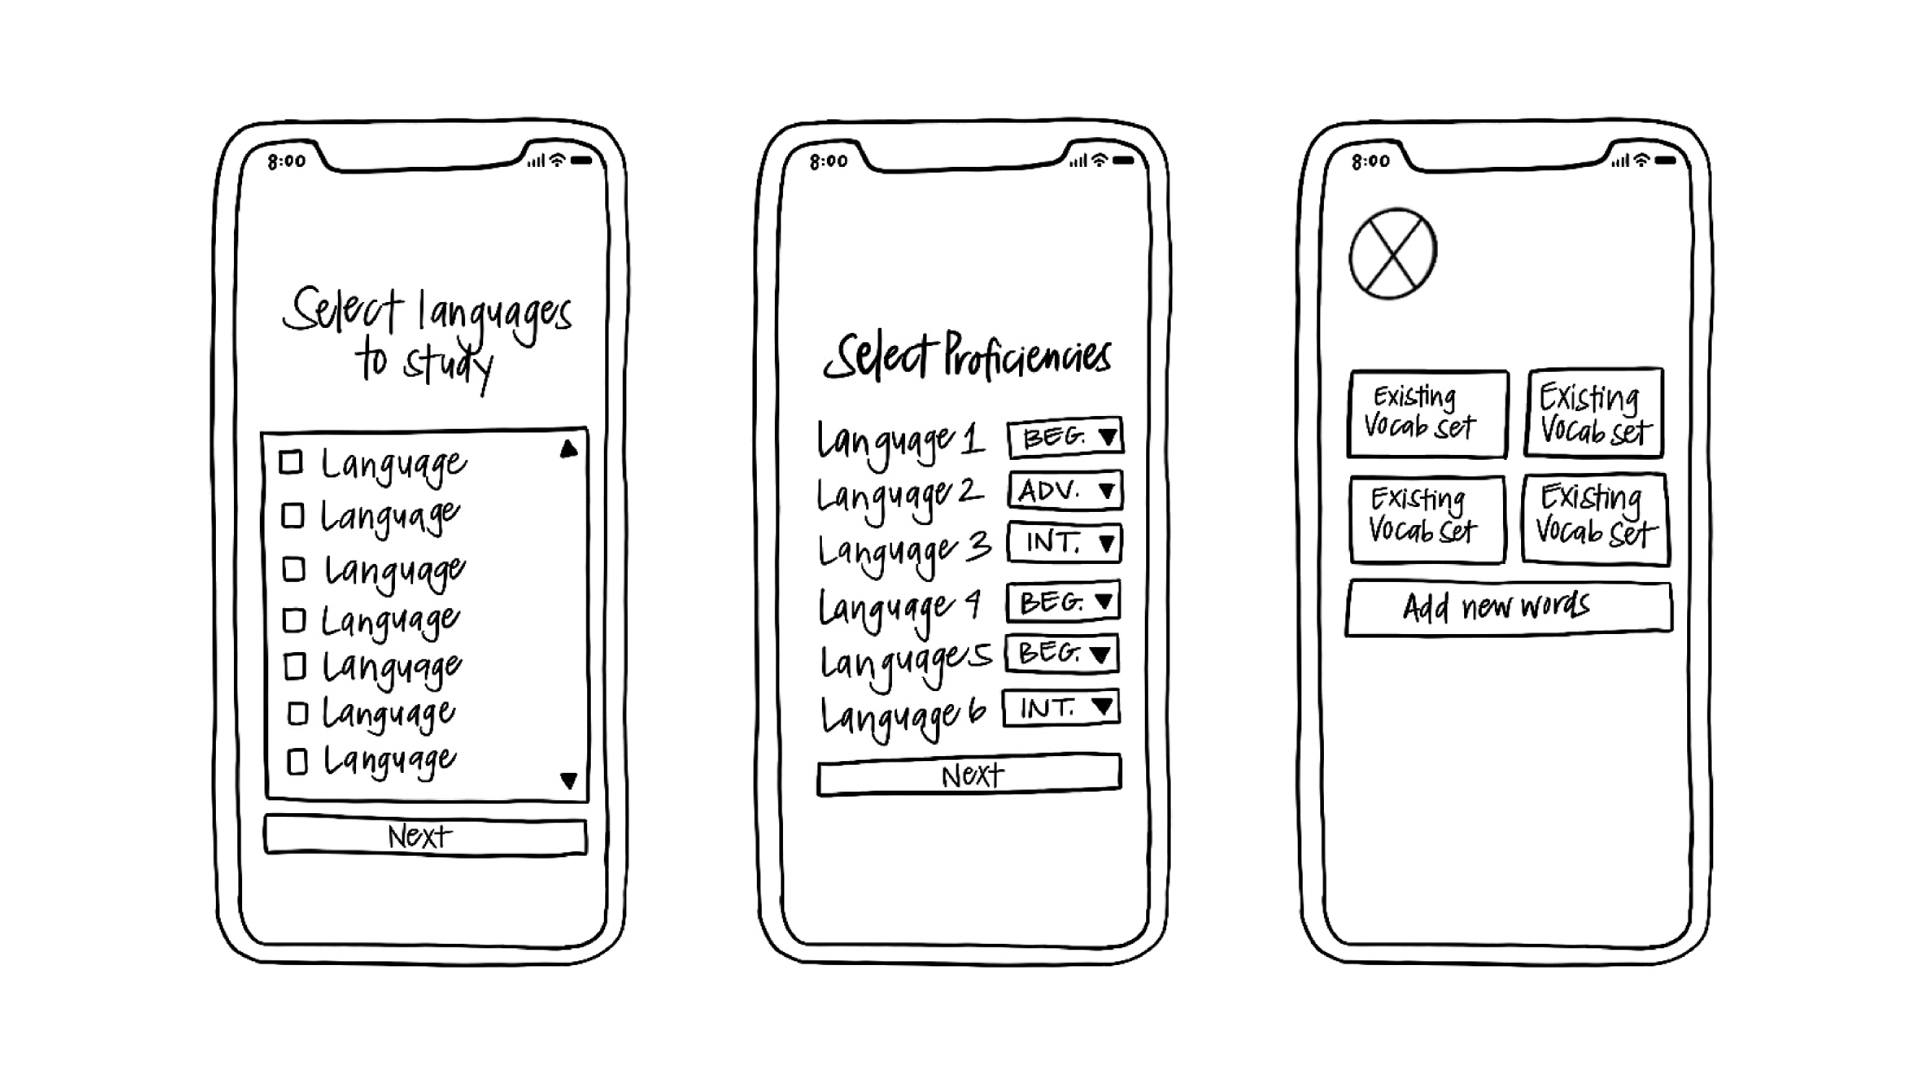 8:00
Select languages
to study
Language
Language
Language
Language
Language
Language
Language
Next
8:00
Select Proficiencies
Language 1 BEG.
Language 2 ADV.
Language 3 INT.
Language 4 BEG.
Language 5 BEG.
Language 6 INT.
Next
8:00
Existing
Vocab set
Existing
Vocab set
Existing
Vocab set
Existing
Vocab set
Add new words